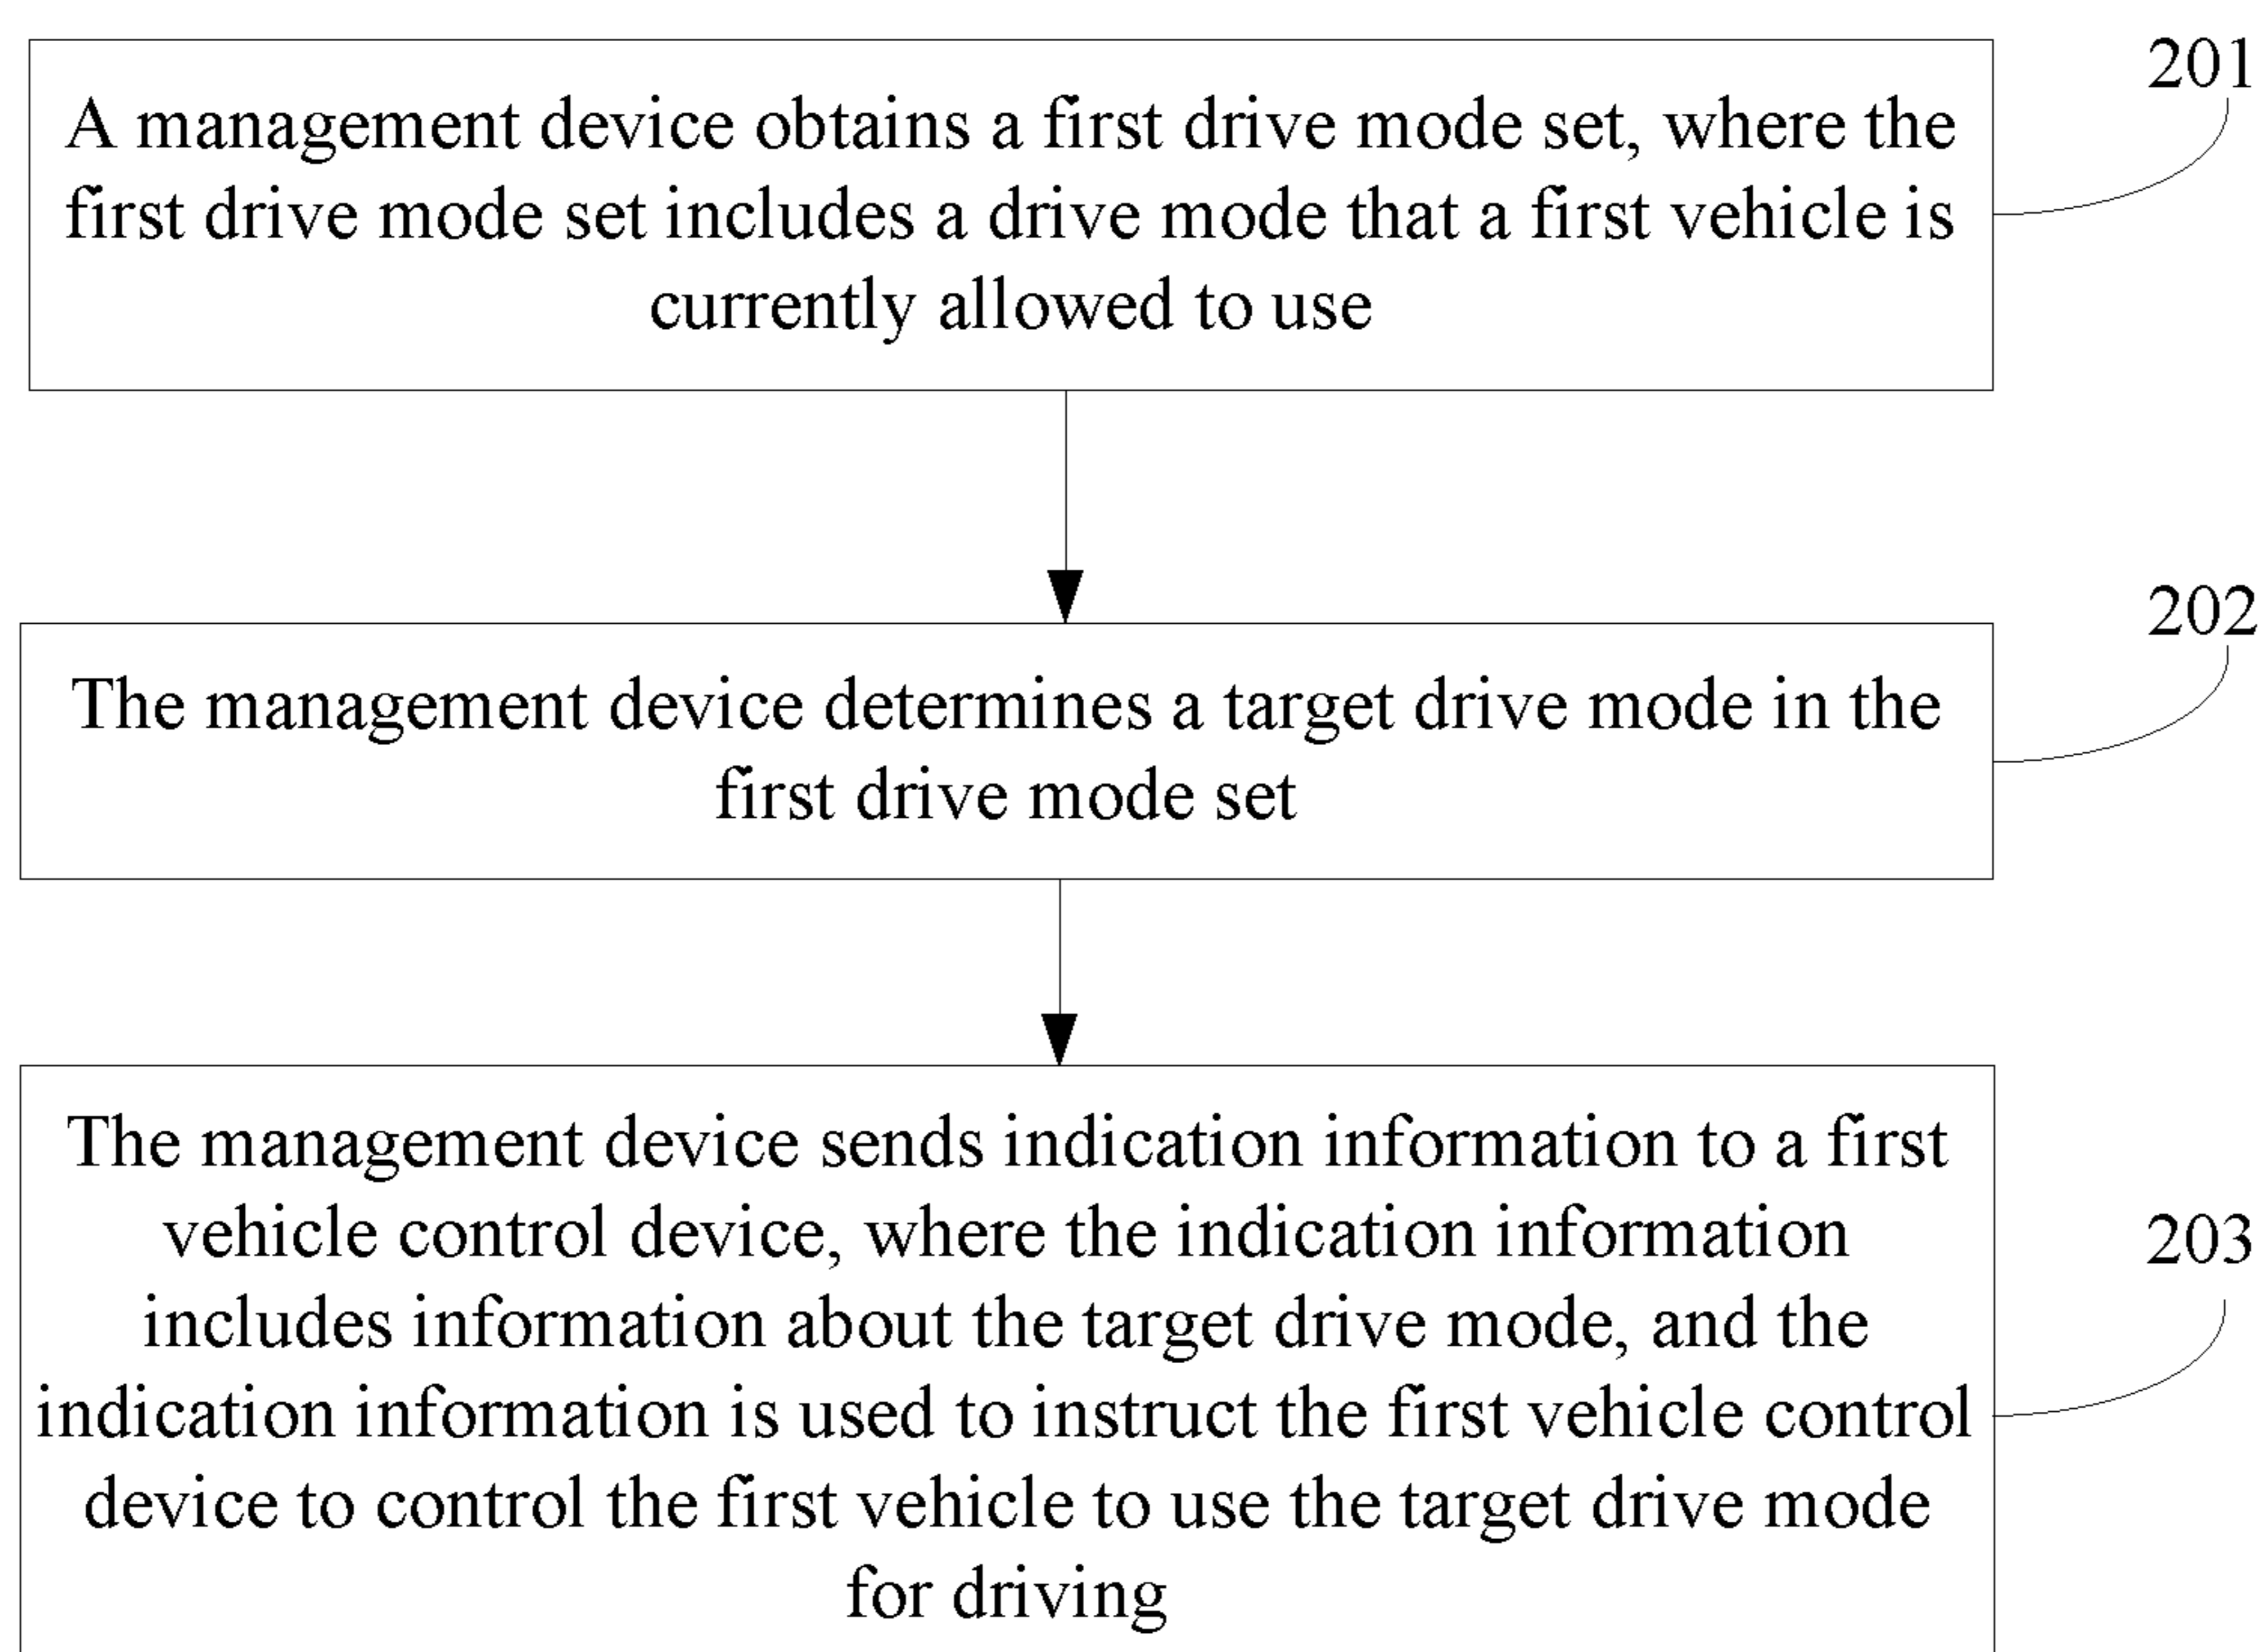 201
A management device obtains a first drive mode set, where the
first drive mode set includes a drive mode that a first vehicle is
currently allowed to use
202
The management device determines a target drive mode in the
first drive mode set
The management device sends indication information to a first
vehicle control device, where the indication information
203
includes information about the target drive mode, and the
indication information is used to instruct the first vehicle control
device to control the first vehicle to use the target drive mode
for driving